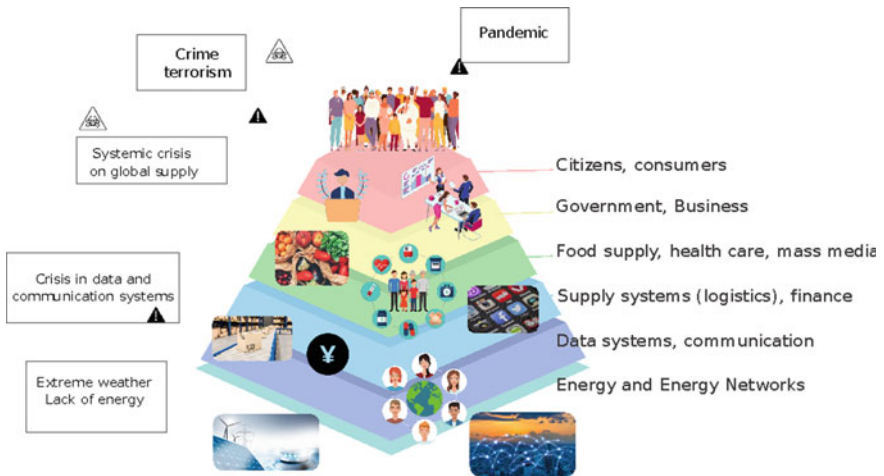 Pandemic
Crime
terrorism
Systemic crisis
on global supply
Citizens, consumers
Government, Business
Food supply, health care, mass media
Crisis in data and
communication systems
Supply systems (logistics), finance
¥
Data systems, communication
Extreme weather
Lack of energy
Energy and Energy Networks